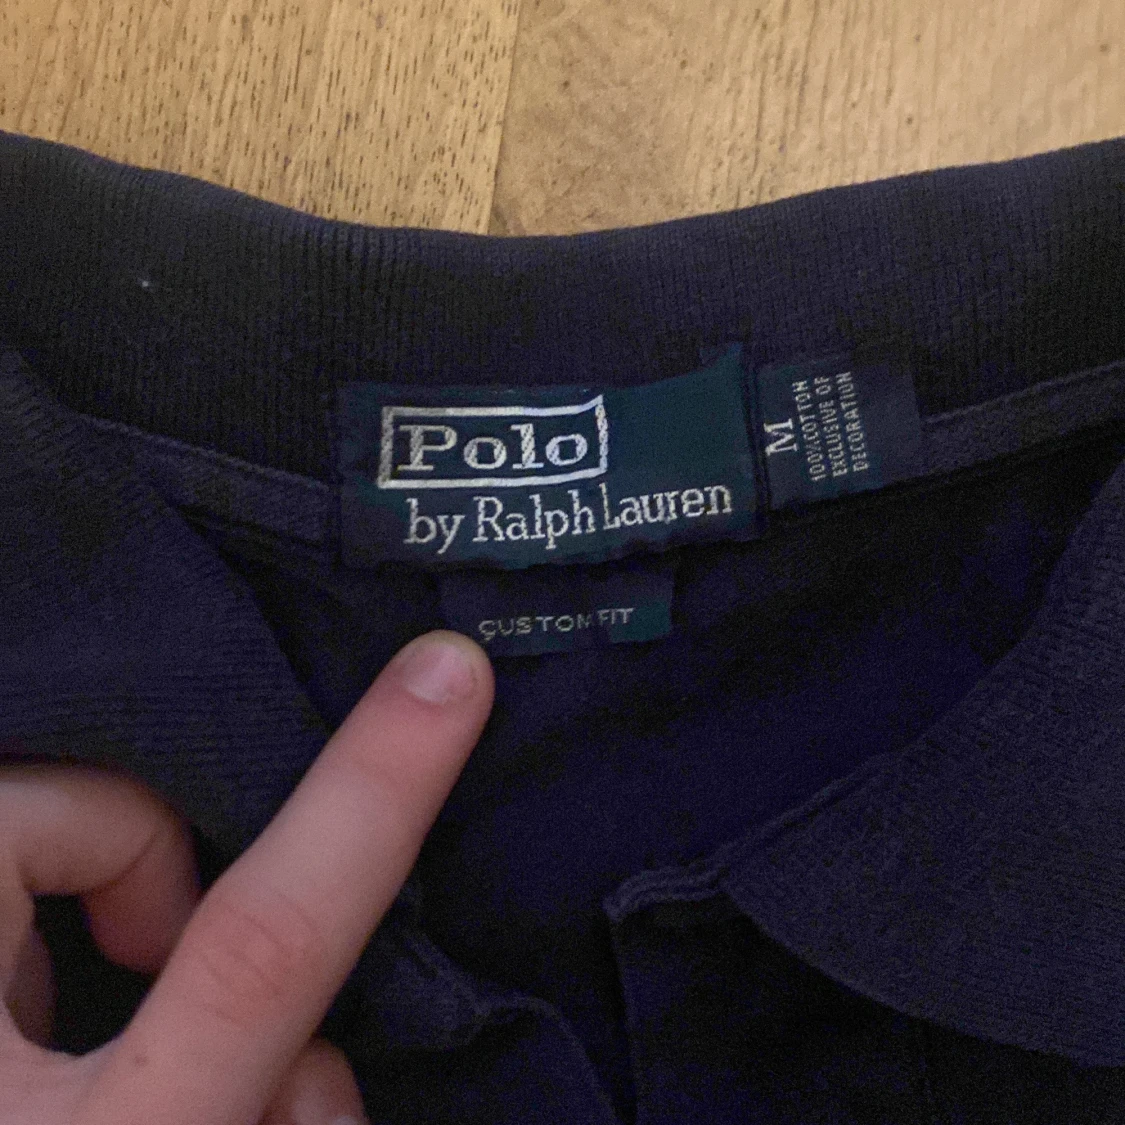 Polo
by Ralph Lauren
CUSTOM FIT
M
100% COTTON
EXCLUSIVE OF
DECORATION